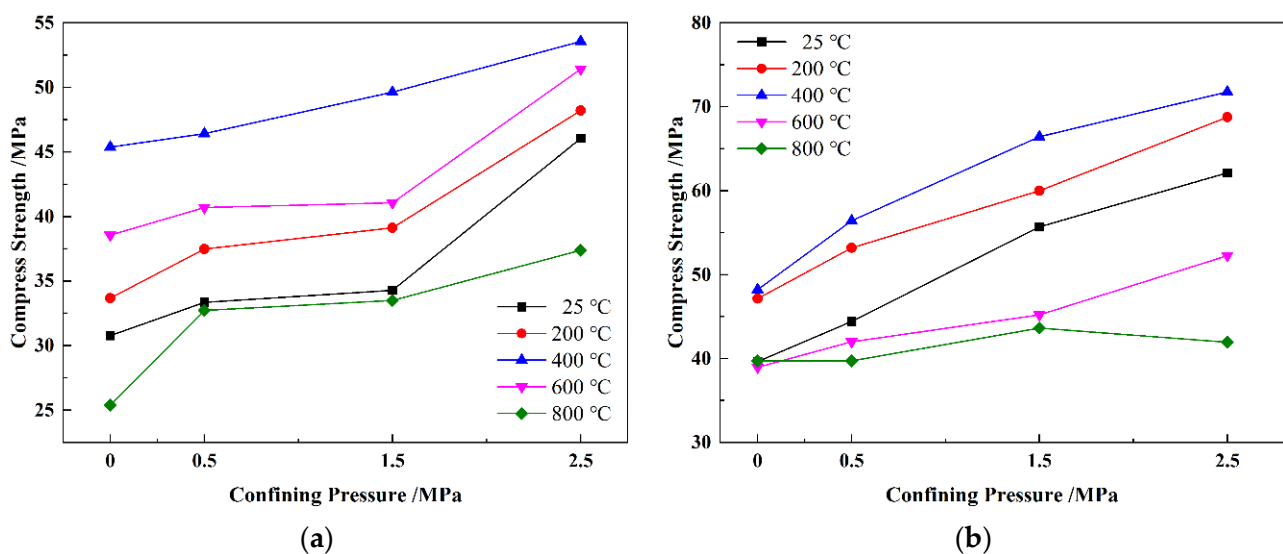 55
50
45
40
35
30
25
Compress Strength /MPa
25 ℃
200 ℃
400 ℃
600 ℃
800 ℃
0 0.5 1.5 2.5
Confining Pressure /MPa
(a)
80
70
60
50
40
30
Compress Strength /MPa
25 ℃
200 ℃
400 ℃
600 ℃
800 ℃
0 0.5 1.5 2.5
Confining Pressure /MPa
(b)